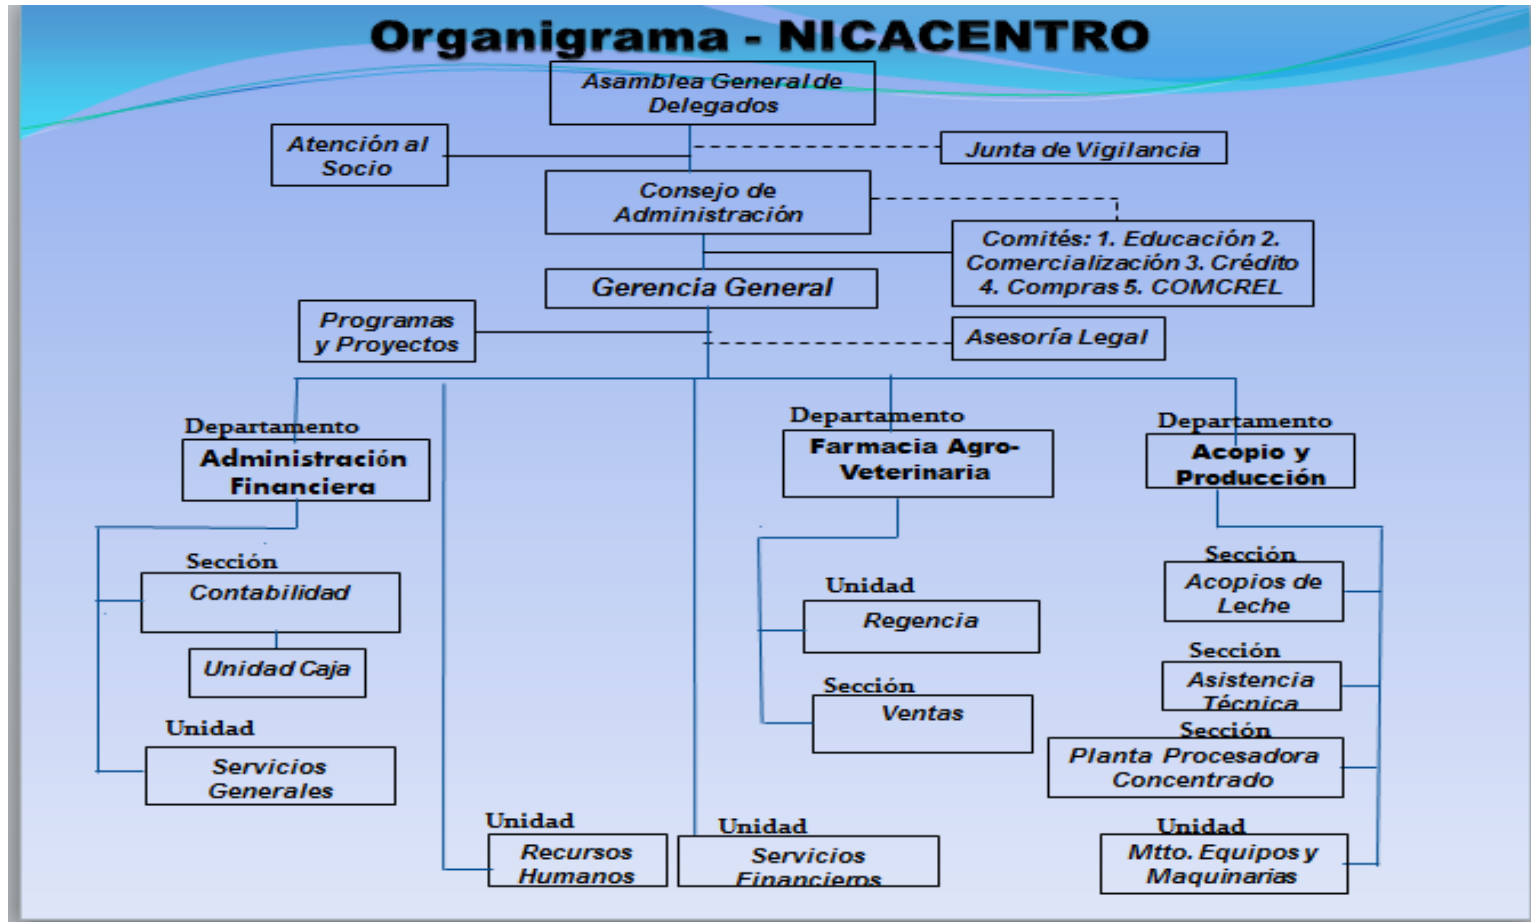 Organigrama - NICACENTRO
Asamblea General de
Delegados
Atención al
Socio
Junta de Vigilancia
Consejo de
Administración
Comités: 1. Educación 2.
Comercialización 3. Crédito
4. Compras 5. COMCREL
Gerencia General
Programas
y Proyectos
Asesoría Legal
Departamento
Administración
Financiera
Sección
Contabilidad
Unidad Caja
Unidad
Servicios
Generales
Unidad
Recursos
Humanos
Unidad
Servicios
Financieros
Departamento
Farmacia Agro-
Veterinaria
Unidad
Regencia
Sección
Ventas
Departamento
Acopio y
Producción
Sección
Acopios de
Leche
Sección
Asistencia
Técnica
Sección
Planta Procesadora
Concentrado
Unidad
Mtto. Equipos y
Maquinarias